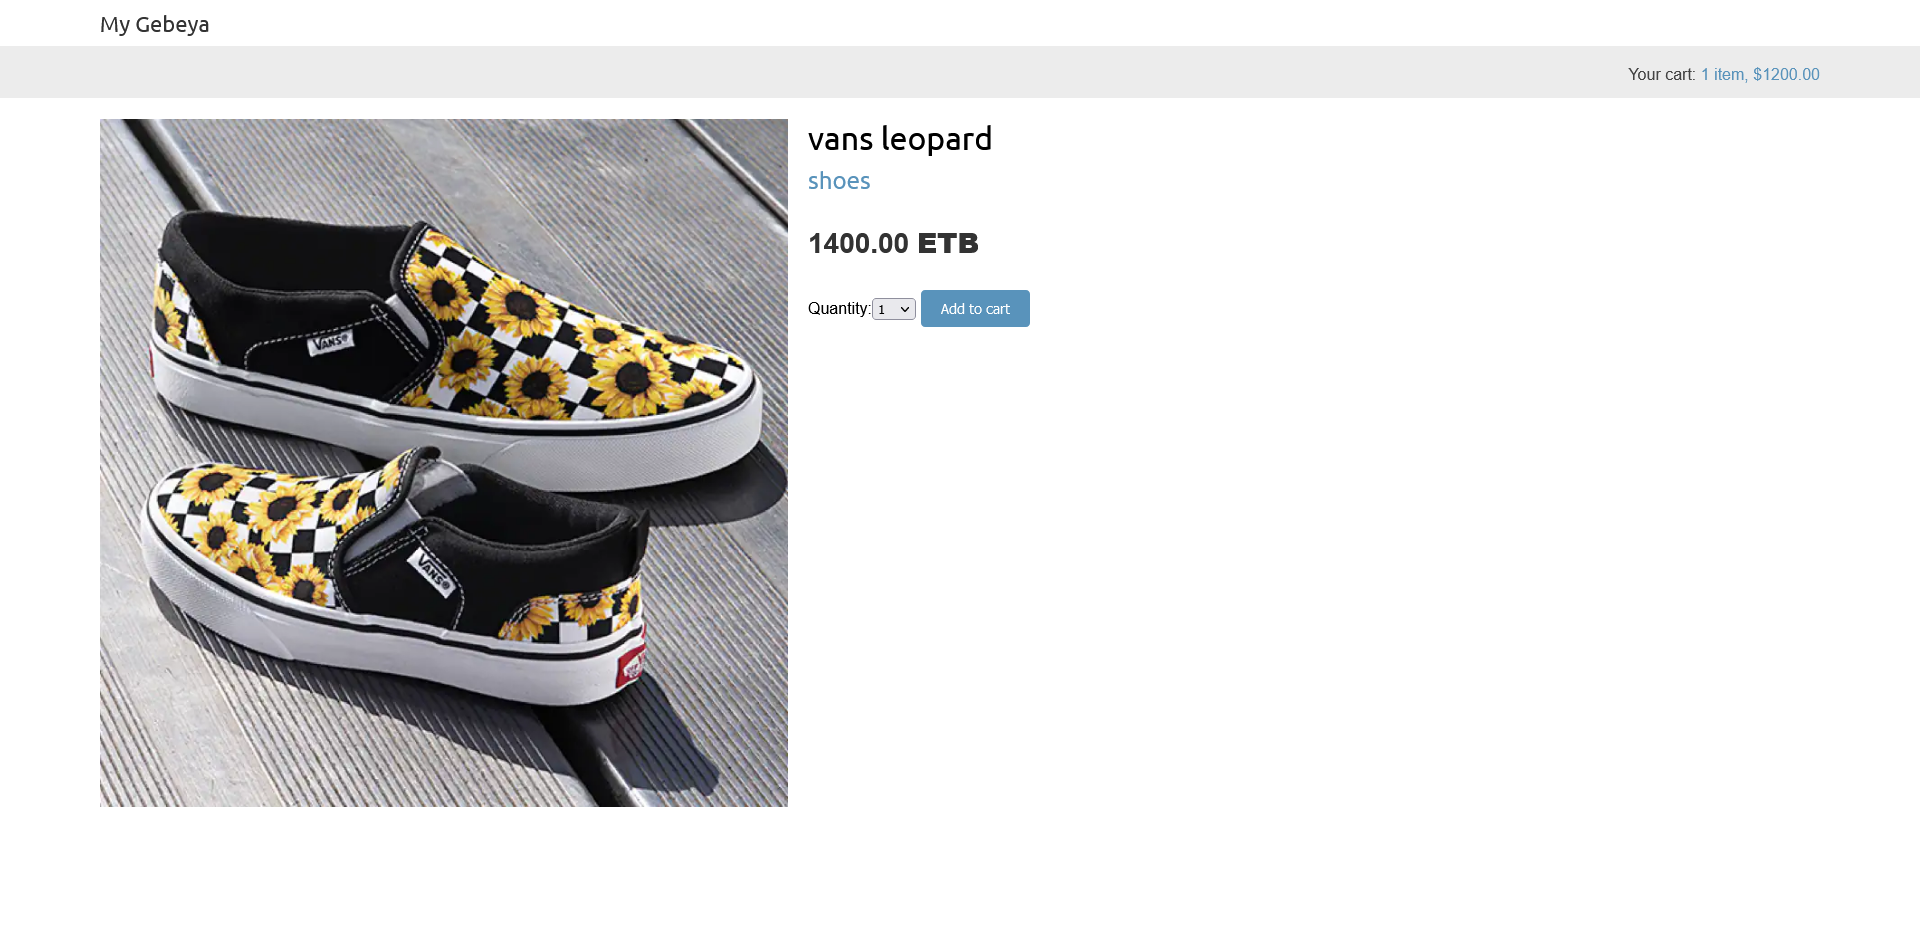 My Gebeya
Your cart: 1 item, $1200.00
vans leopard
shoes
1400.00 ETB
Quantity: 1 Add to cart
VANS
VANS